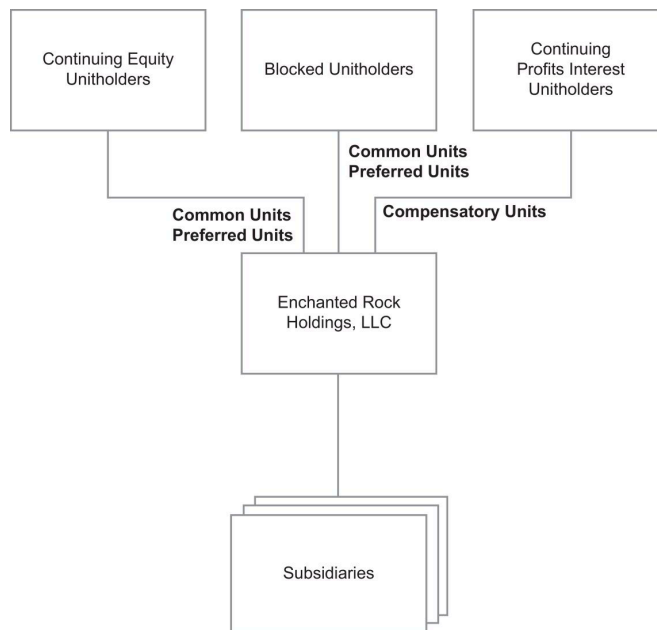 Continuing Equity
Unitholders
Blocked Unitholders
Continuing
Profits Interest
Unitholders
Common Units
Preferred Units
Common Units
Preferred Units
Compensatory Units
Enchanted Rock
Holdings, LLC
Subsidiaries